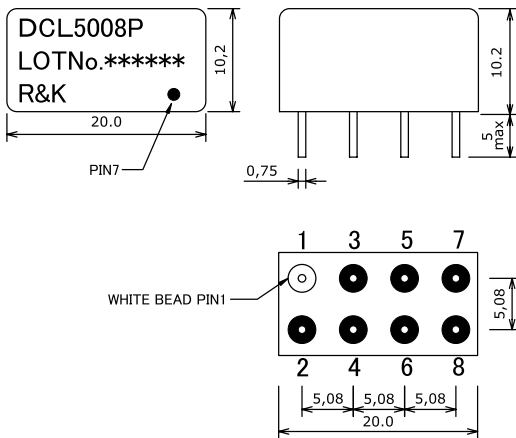 DCL5008P
LOTNo.******
R&K
10,2
20.0
PIN7
10.2
5
max
0,75
1 3 5 7
WHITE BEAD PIN1
5,08
2 4 6 8
5,08 5,08 5,08
20.0